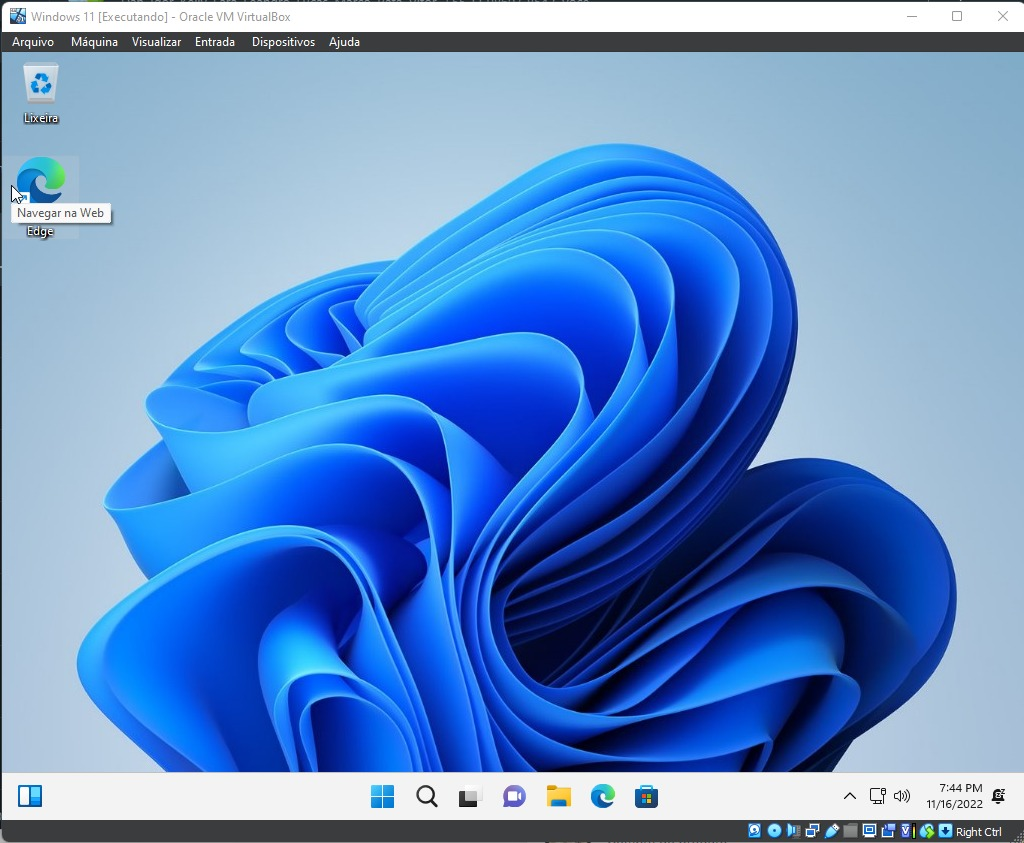 Windows 11 [Executando] - Oracle VM VirtualBox
Arquivo Máquina Visualizar Entrada Dispositivos Ajuda
Lixeira
Navegar na Web
Edge
7:44 PM
11/16/2022
Right Ctrl